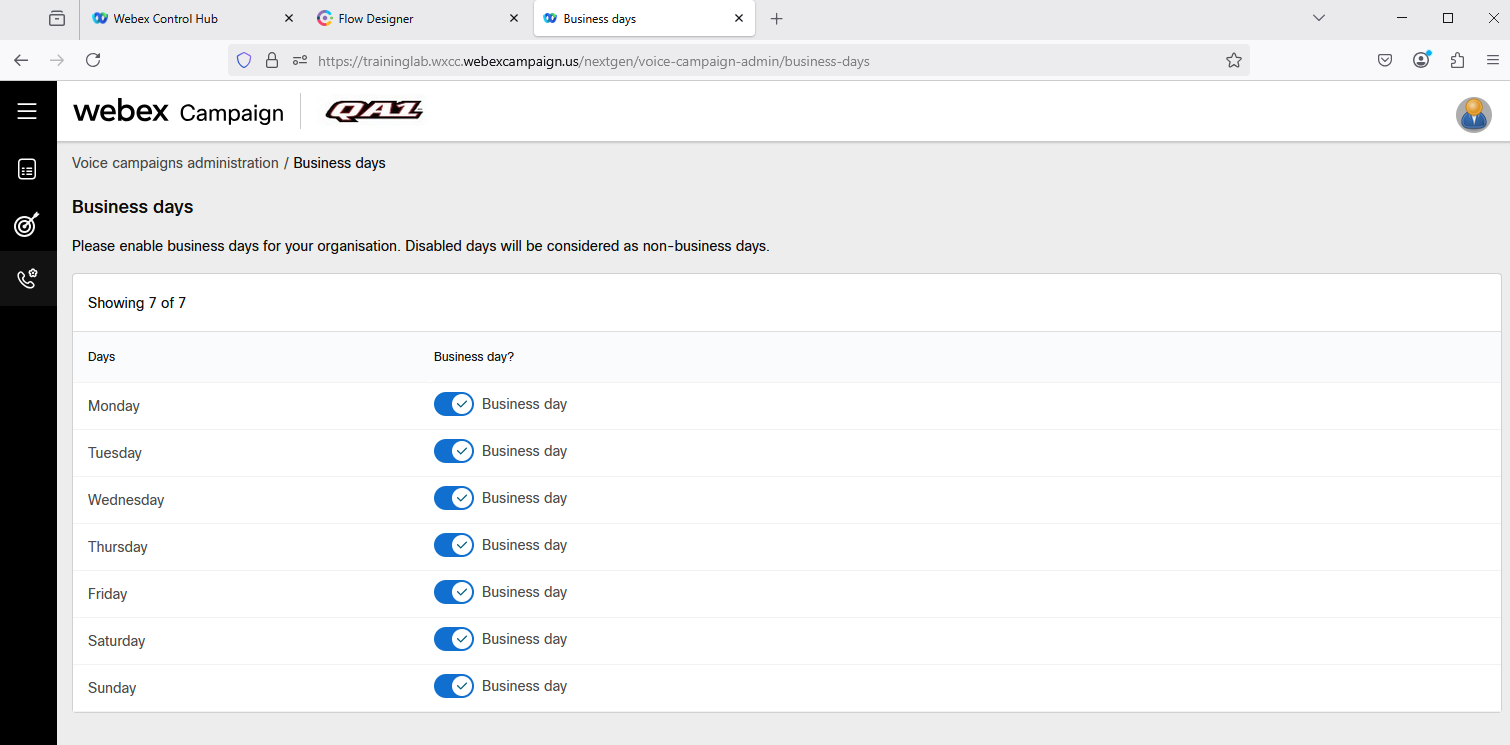 Webex Control Hub
Flow Designer
Business days
https://traininglab.wxcc.webexcampaign.us/nextgen/voice-campaign-admin/business-days
webex Campaign QA1
Voice campaigns administration / Business days
Business days
Please enable business days for your organisation. Disabled days will be considered as non-business days.
Showing 7 of 7
Days Business day?
Monday Business day
Tuesday Business day
Wednesday Business day
Thursday Business day
Friday Business day
Saturday Business day
Sunday Business day